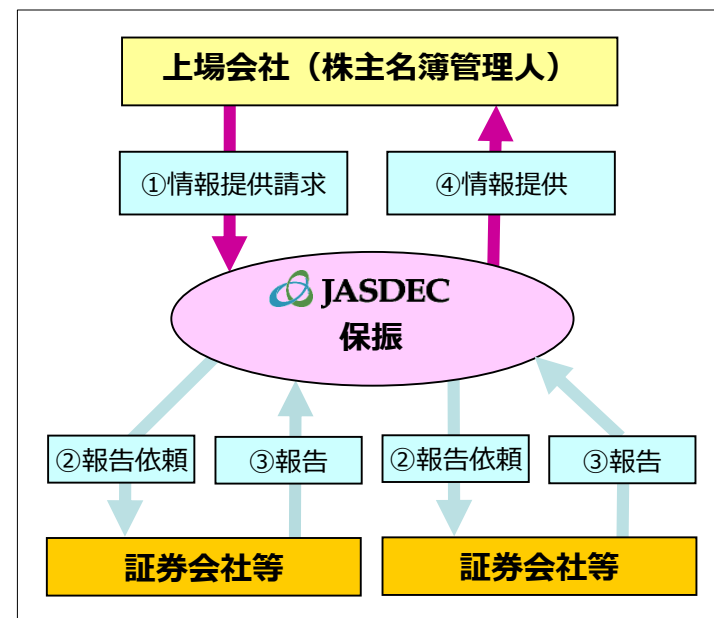 上場会社（株主名簿管理人）
①情報提供請求
④情報提供
JASDEC
保振
②報告依頼
③報告
②報告依頼
③報告
証券会社等
証券会社等